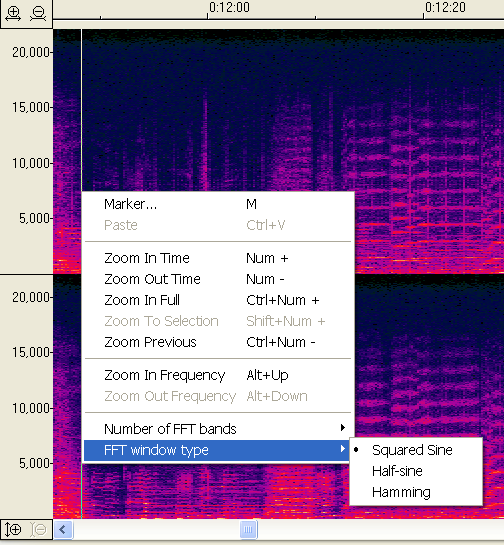 0:12:00 0:12:20
20,000
15,000
10,000
5,000
Marker... M
Paste Ctrl+V
Zoom In Time Num +
Zoom Out Time Num -
Zoom In Full Ctrl+Num +
Zoom To Selection Shift+Num +
Zoom Previous Ctrl+Num -
Zoom In Frequency Alt+Up
Zoom Out Frequency Alt+Down
Number of FFT bands
FFT window type
Squared Sine
Half-sine
Hamming
20,000
15,000
10,000
5,000